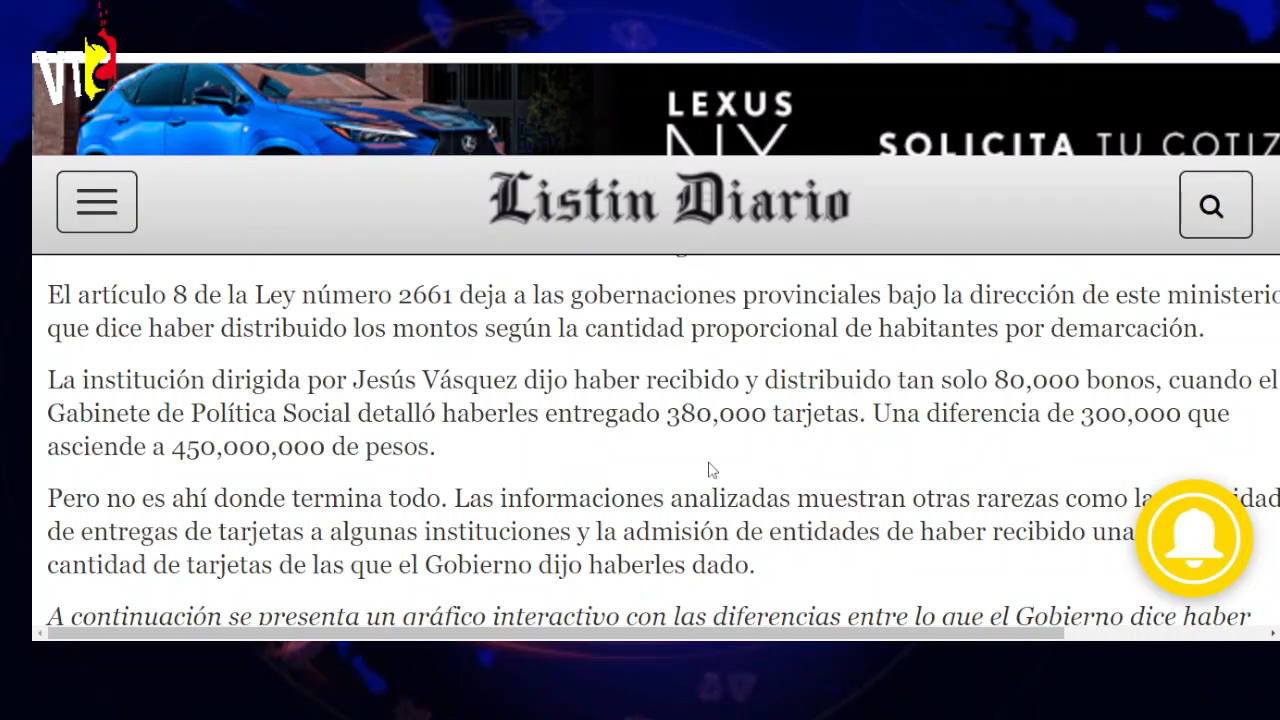 VTC
LEXUS
NX
SOLICITA TU COTIZ
Listin Diario
El artículo 8 de la Ley número 2661 deja a las gobernaciones provinciales bajo la dirección de este ministerio
que dice haber distribuido los montos según la cantidad proporcional de habitantes por demarcación.
La institución dirigida por Jesús Vásquez dijo haber recibido y distribuido tan solo 80,000 bonos, cuando el
Gabinete de Política Social detalló haberles entregado 380,000 tarjetas. Una diferencia de 300,000 que
asciende a 450,000,000 de pesos.
Pero no es ahí donde termina todo. Las informaciones analizadas muestran otras rarezas como la
de entregas de tarjetas a algunas instituciones y la admisión de entidades de haber recibido una
cantidad de tarjetas de las que el Gobierno dijo haberles dado.
A continuación se presenta un gráfico interactivo con las diferencias entre lo que el Gobierno dice haber